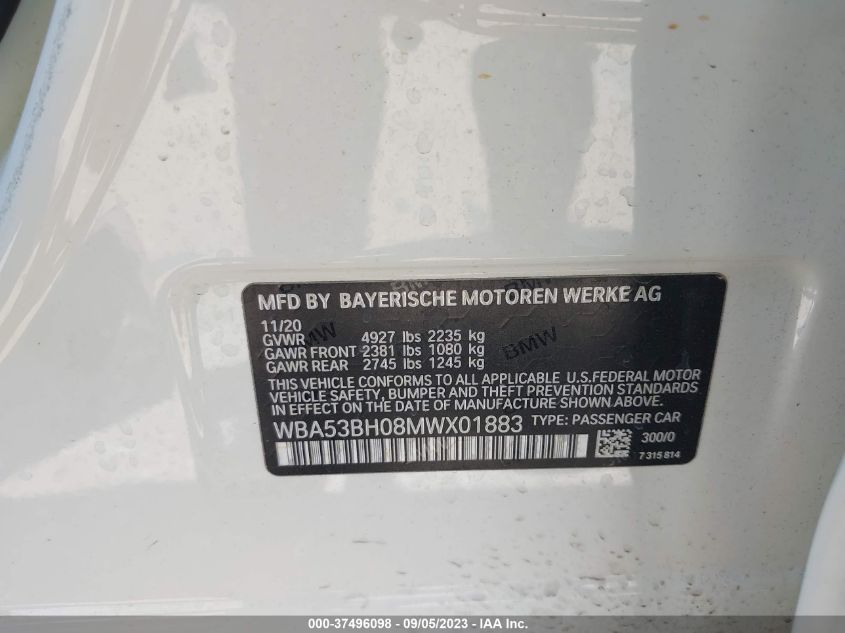 MFD BY BAYERISCHE MOTOREN WERKE AG
11/20
GVWR 4927 lbs 2235 kg
GAWR FRONT 2381 lbs 1080 kg
GAWR REAR 2745 lbs 1245 kg
THIS VEHICLE CONFORMS TO ALL APPLICABLE U.S. FEDERAL MOTOR
VEHICLE SAFETY, BUMPER, AND THEFT PREVENTION STANDARDS
IN EFFECT ON THE DATE OF MANUFACTURE SHOWN ABOVE.
WBA53BH08MWX01883 TYPE: PASSENGER CAR
300/0
7 315 814
BMW
BMW
000-37496098 - 09/05/2023 - © IAA, Inc.